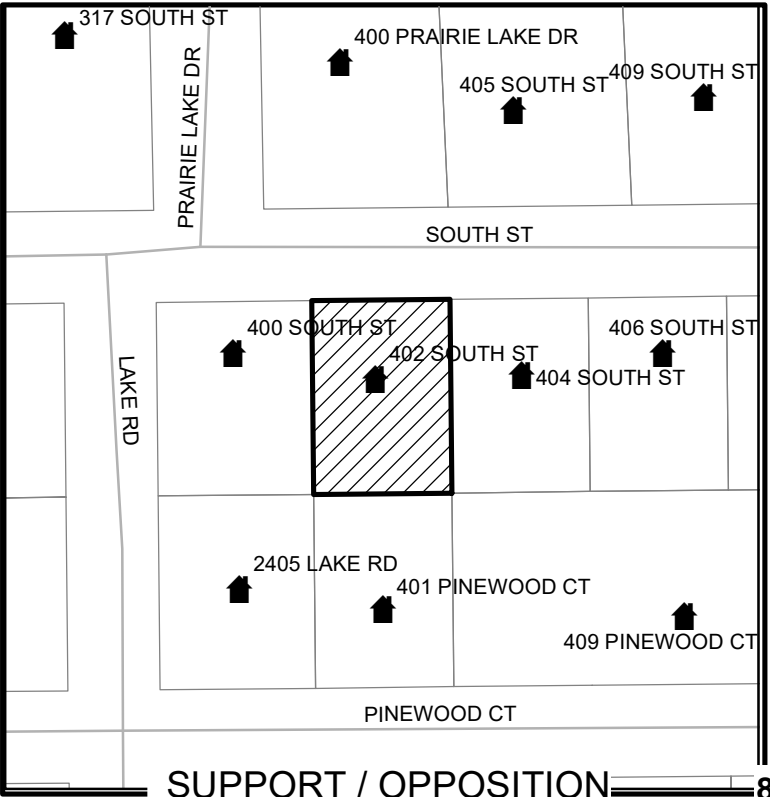 317 SOUTH ST
400 PRAIRIE LAKE DR
405 SOUTH ST
409 SOUTH ST
PRAIRIE LAKE DR
SOUTH ST
400 SOUTH ST
402 SOUTH ST
404 SOUTH ST
406 SOUTH ST
LAKE RD
2405 LAKE RD
401 PINEWOOD CT
409 PINEWOOD CT
PINEWOOD CT
SUPPORT / OPPOSITION
8